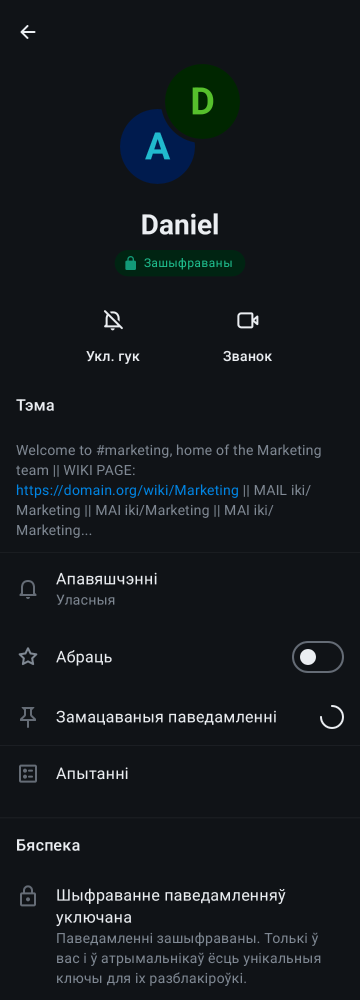 D
A
Daniel
Зашыфраваны
Укл. гук
Званок
Тэма
Welcome to #marketing, home of the Marketing
team || WIKI PAGE:
https://domain.org/wiki/Marketing || MAIL iki/
Marketing || MAI iki/Marketing || MAI iki/
Marketing...
Апавяшчэнні
Уласныя
Абраць
Замацаваныя паведамленні
Апытанні
Бяспека
Шыфраванне паведамленняў
уключана
Паведамленні зашыфраваны. Толькі ў
вас і ў атрымальнікаў ёсць унікальныя
ключы для іх разблакіроўкі.